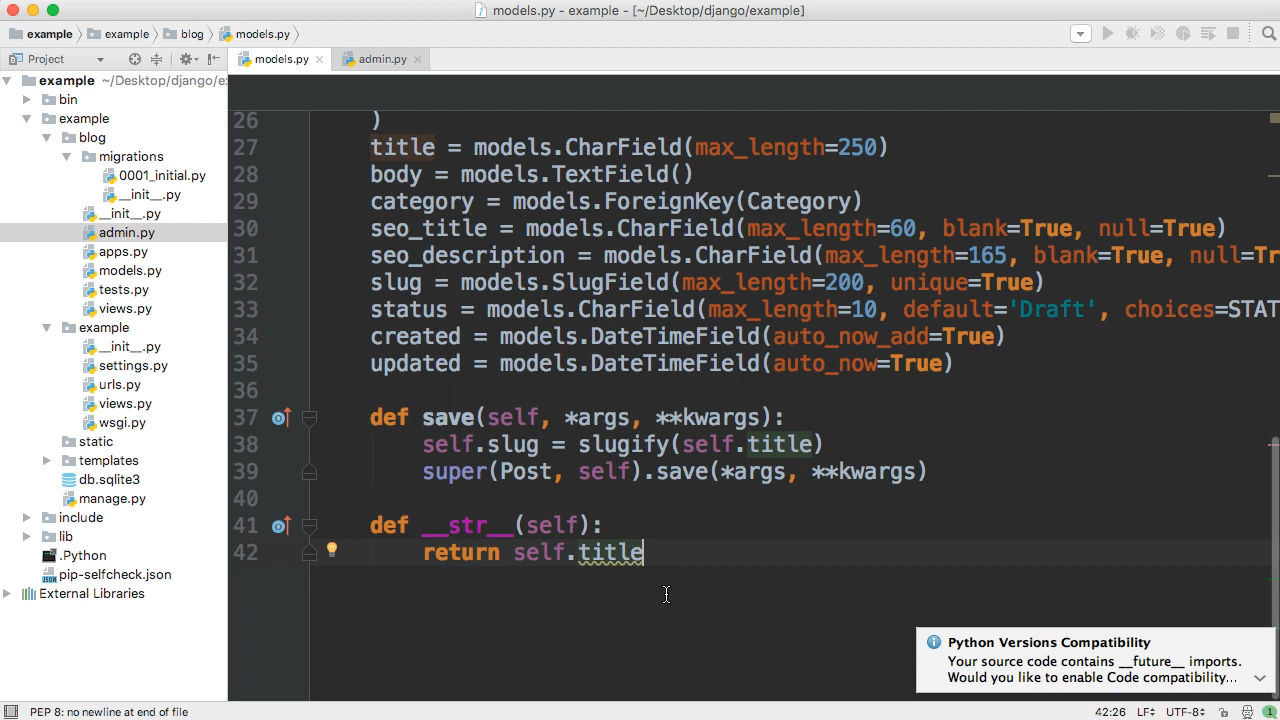 models.py - example - [~/Desktop/django/example]
example example blog models.py
Project
models.py admin.py
example ~/Desktop/django/e
bin
example
blog
migrations
0001_initial.py
__init__.py
__init__.py
admin.py
apps.py
models.py
tests.py
views.py
example
__init__.py
settings.py
urls.py
views.py
wsgi.py
static
templates
db.sqlite3
manage.py
include
lib
.Python
pip-selfcheck.json
External Libraries
26 )
27 title = models.CharField(max_length=250)
28 body = models.TextField()
29 category = models.ForeignKey(Category)
30 seo_title = models.CharField(max_length=60, blank=True, null=True)
31 seo_description = models.CharField(max_length=165, blank=True, null=Tr
32 slug = models.SlugField(max_length=200, unique=True)
33 status = models.CharField(max_length=10, default='Draft', choices=STAT
34 created = models.DateTimeField(auto_now_add=True)
35 updated = models.DateTimeField(auto_now=True)
36
37 def save(self, *args, **kwargs):
38 self.slug = slugify(self.title)
39 super(Post, self).save(*args, **kwargs)
40
41 def __str__(self):
42 return self.title
Python Versions Compatibility
Your source code contains __future__ imports.
Would you like to enable Code compatibility...
PEP 8: no newline at end of file 42:26 LF UTF-8 1